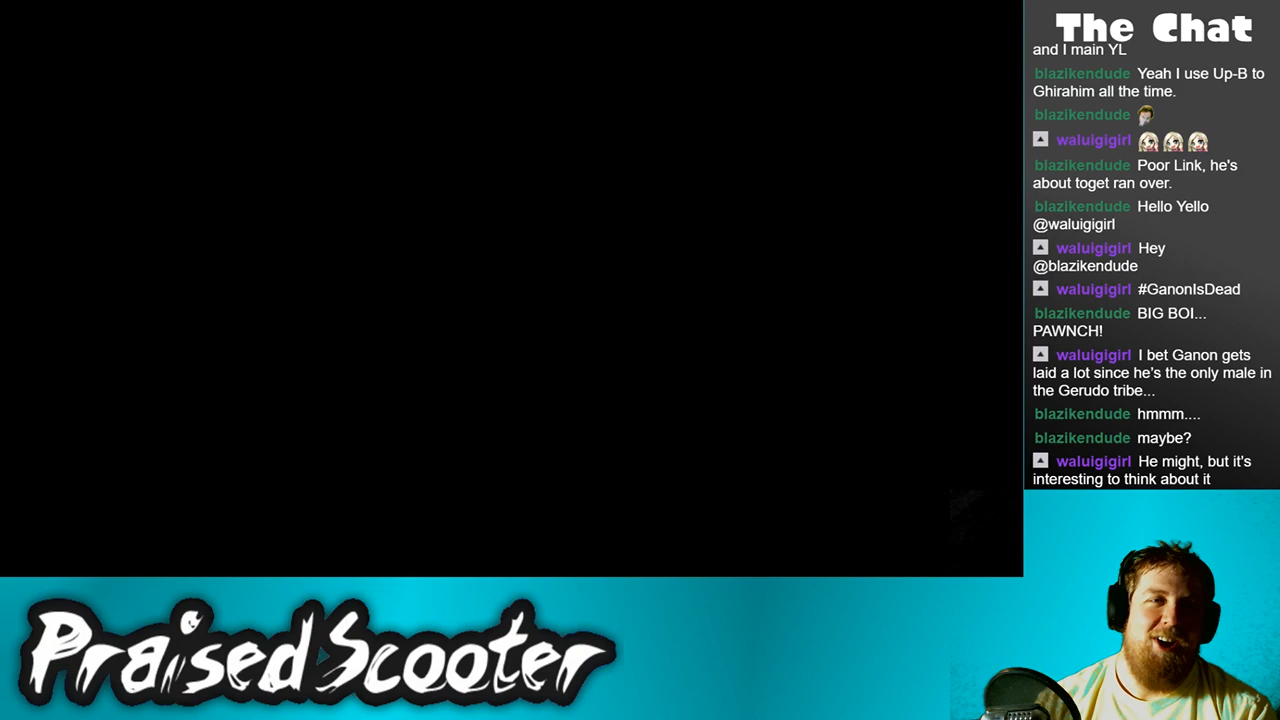 The Chat
and I main YL
blazikendude Yeah I use Up-B to
Ghirahim all the time.
blazikendude
waluigigirl
blazikendude Poor Link, he's
about toget ran over.
blazikendude Hello Yello
@waluigigirl
waluigigirl Hey
@blazikendude
waluigigirl #GanonIsDead
blazikendude BIG BOI...
PAWNCH!
waluigigirl I bet Ganon gets
laid a lot since he's the only male in
the Gerudo tribe...
blazikendude hmmm....
blazikendude maybe?
waluigigirl He might, but it's
interesting to think about it
PraisedScooter